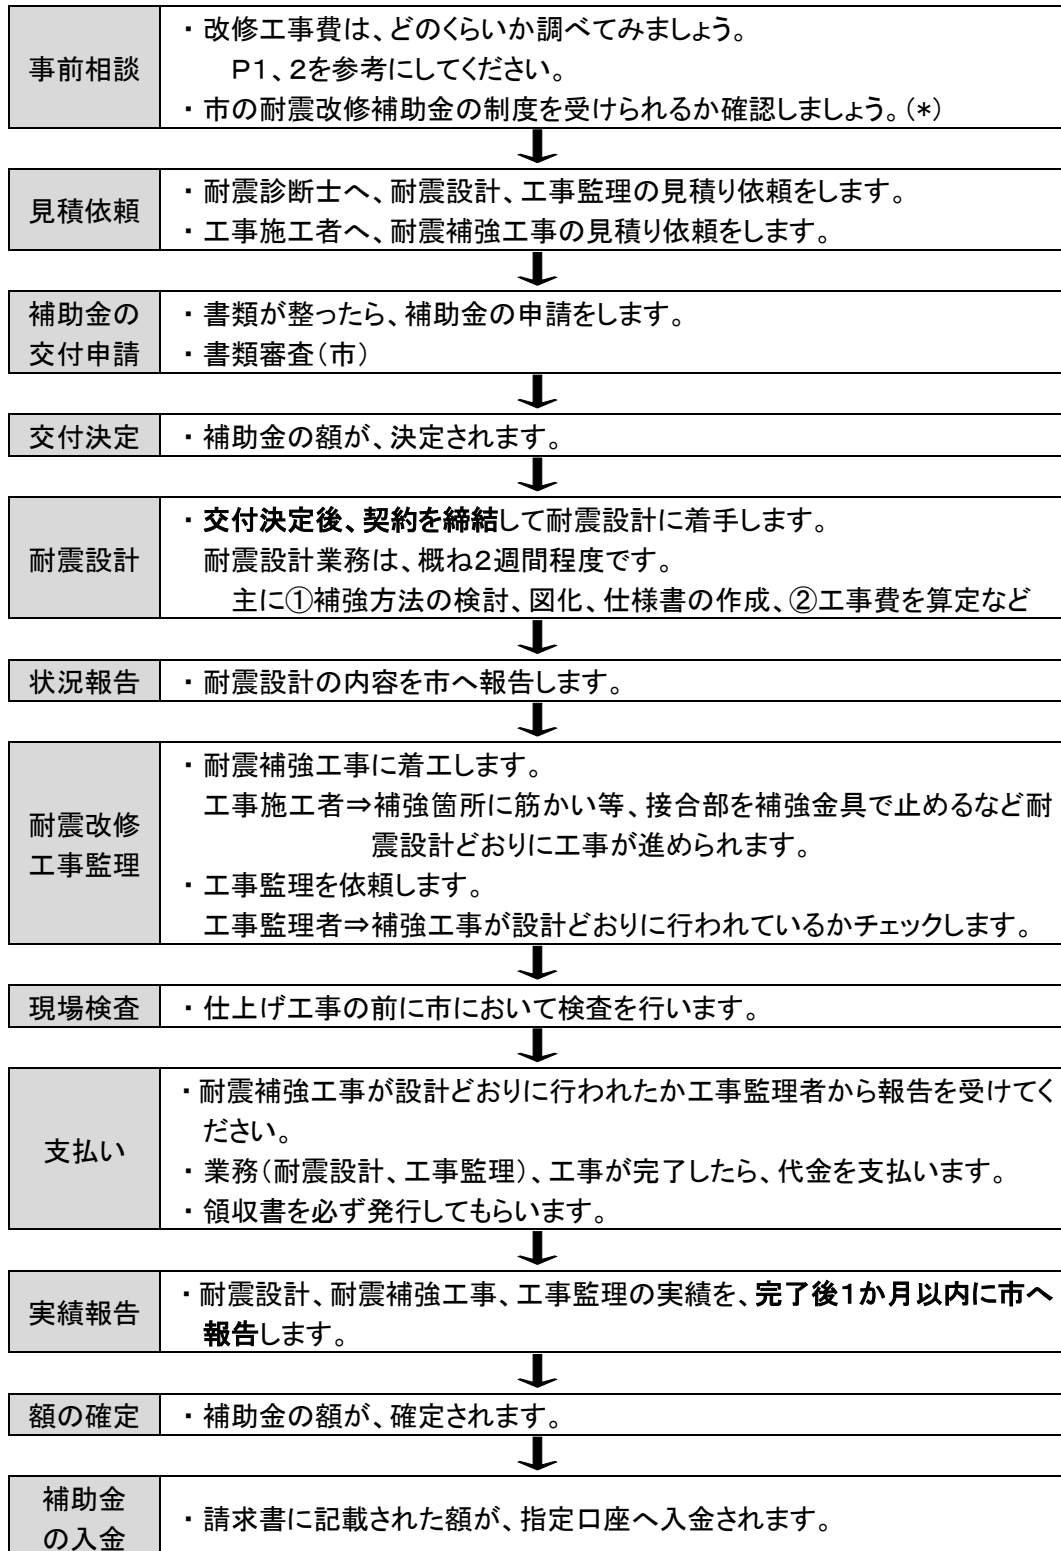 事前相談
・改修工事費は、どのくらいか調べてみましょう。
P1、2を参考にしてください。
・市の耐震改修補助金の制度を受けられるか確認しましょう。(*)
見積依頼
・耐震診断士へ、耐震設計、工事監理の見積り依頼をします。
・工事施工者へ、耐震補強工事の見積り依頼をします。
補助金の
交付申請
・書類が整ったら、補助金の申請をします。
・書類審査(市)
交付決定
・補助金の額が、決定されます。
耐震設計
・交付決定後、契約を締結して耐震設計に着手します。
耐震設計業務は、概ね2週間程度です。
主に①補強方法の検討、図化、仕様書の作成、②工事費を算定など
状況報告
・耐震設計の内容を市へ報告します。
耐震改修
工事監理
・耐震補強工事に着工します。
工事施工者⇒補強箇所に筋かい等、接合部を補強金具で止めるなど耐
震設計どおりに工事が進められます。
・工事監理を依頼します。
工事監理者⇒補強工事が設計どおりに行われているかチェックします。
現場検査
・仕上げ工事の前に市において検査を行います。
支払い
・耐震補強工事が設計どおりに行われたか工事監理者から報告を受けてく
ださい。
・業務(耐震設計、工事監理)、工事が完了したら、代金を支払います。
・領収書を必ず発行してもらいます。
実績報告
・耐震設計、耐震補強工事、工事監理の実績を、完了後1か月以内に市へ
報告します。
額の確定
・補助金の額が、確定されます。
補助金
の入金
・請求書に記載された額が、指定口座へ入金されます。